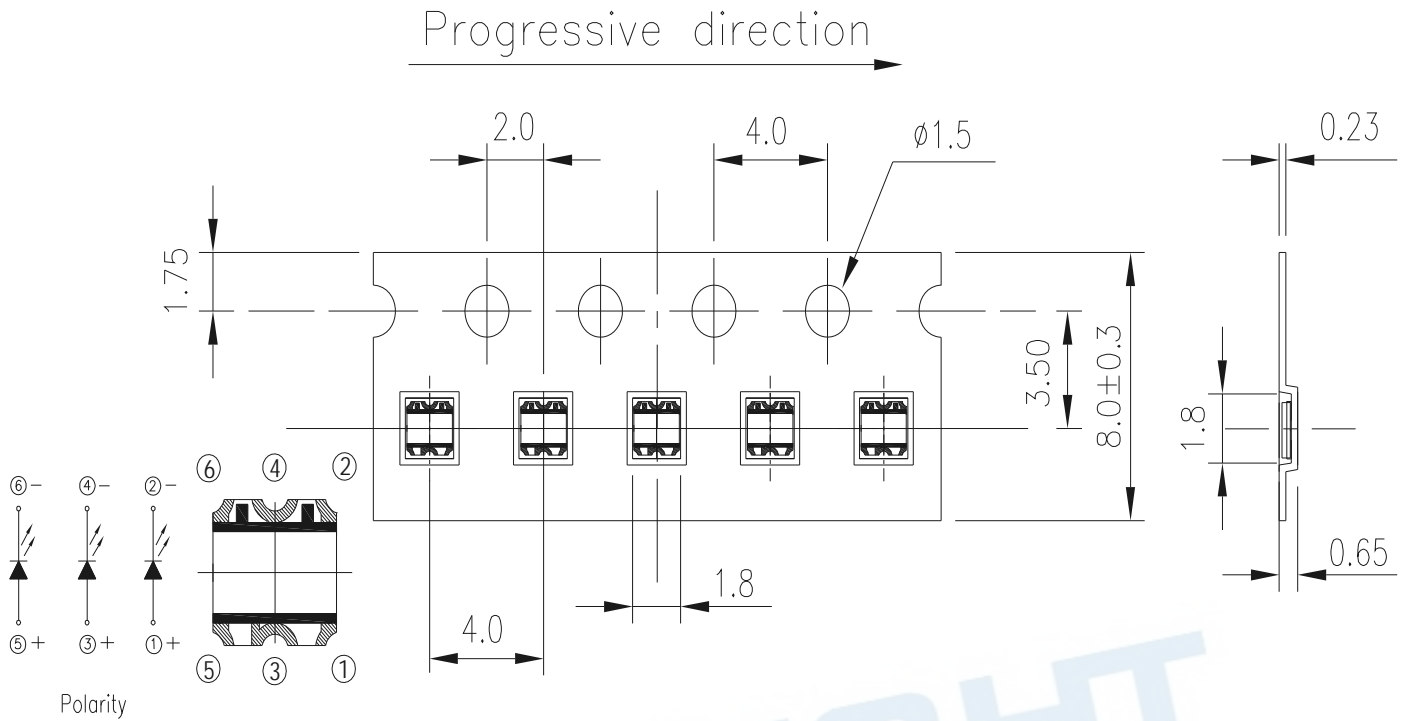 Progressive direction
2.0
4.0
ø1.5
0.23
1.75
3.50
8.0±0.3
1.8
0.65
1.8
4.0
⑥ ④ ②
⑥- ④- ②-
⑤+ ③+ ①+
⑤ ③ ①
Polarity